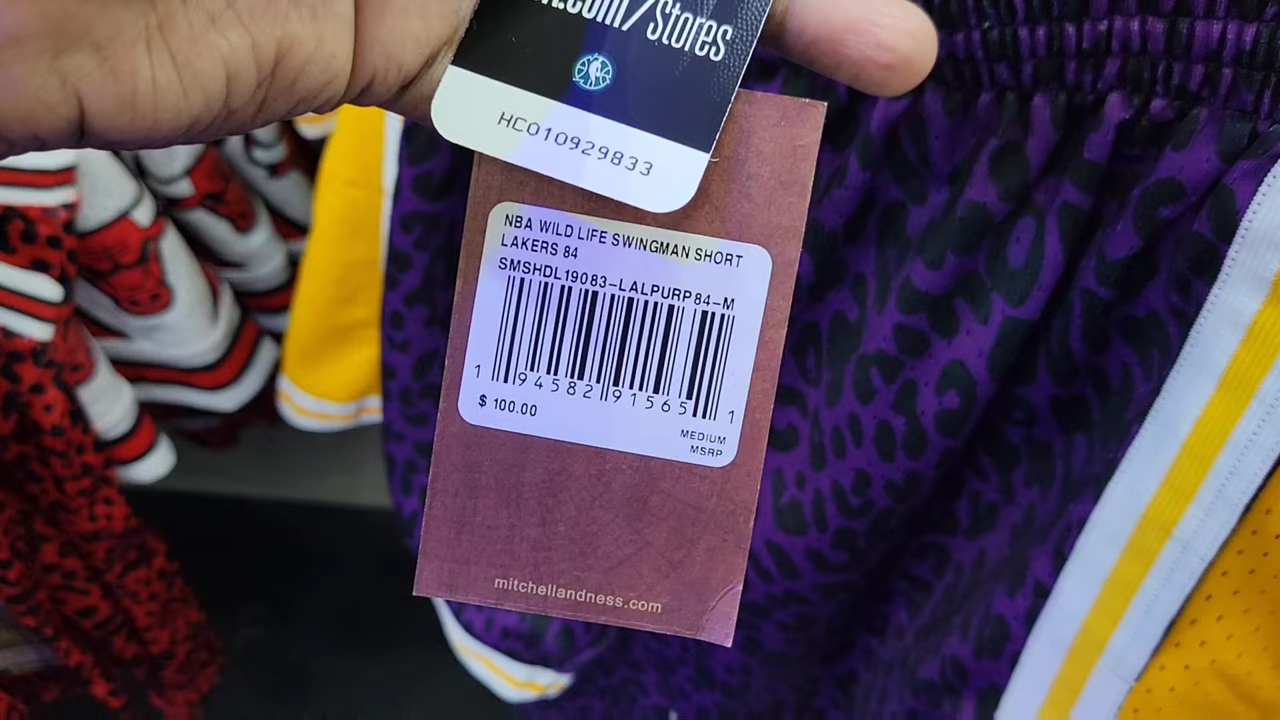 .com/Stores
HC010929833
NBA WILD LIFE SWINGMAN SHORT
LAKERS 84
SMSHDL19083-LALPURP84-M
1 94582 91565 1
$ 100.00
MEDIUM
MSRP
mitchellandness.com